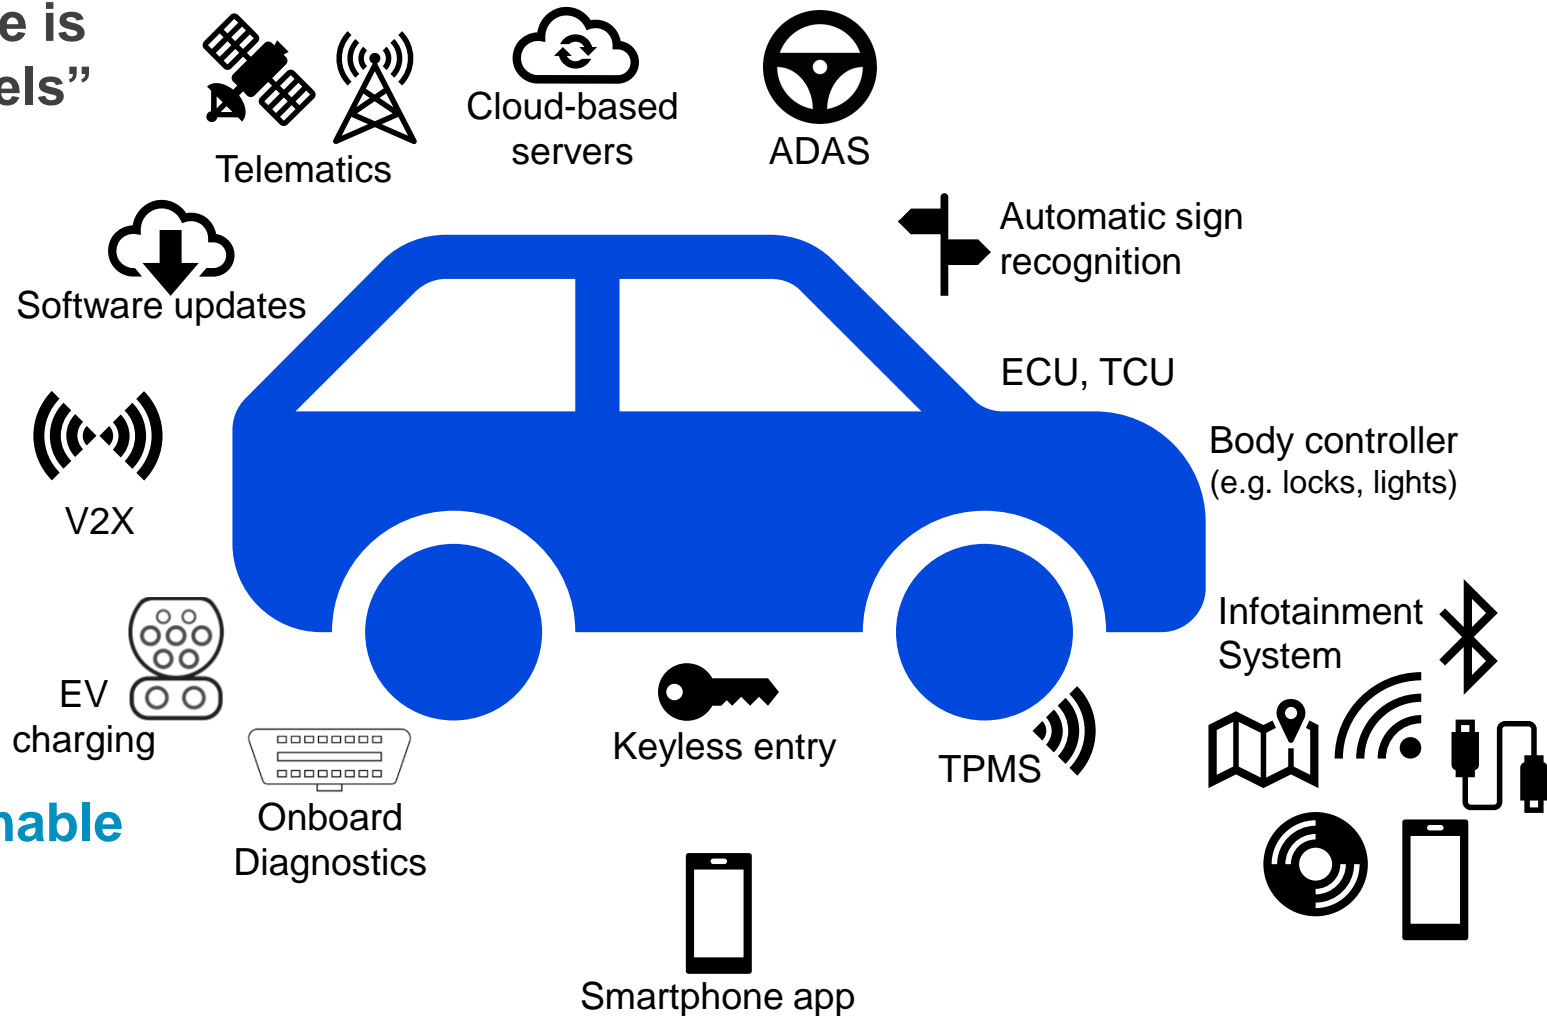 e is
els”
Telematics
Cloud-based
servers
ADAS
Automatic sign
recognition
Software updates
ECU, TCU
Body controller
(e.g. locks, lights)
V2X
Infotainment
System
EV
charging
Keyless entry
TPMS
nable
Onboard
Diagnostics
Smartphone app